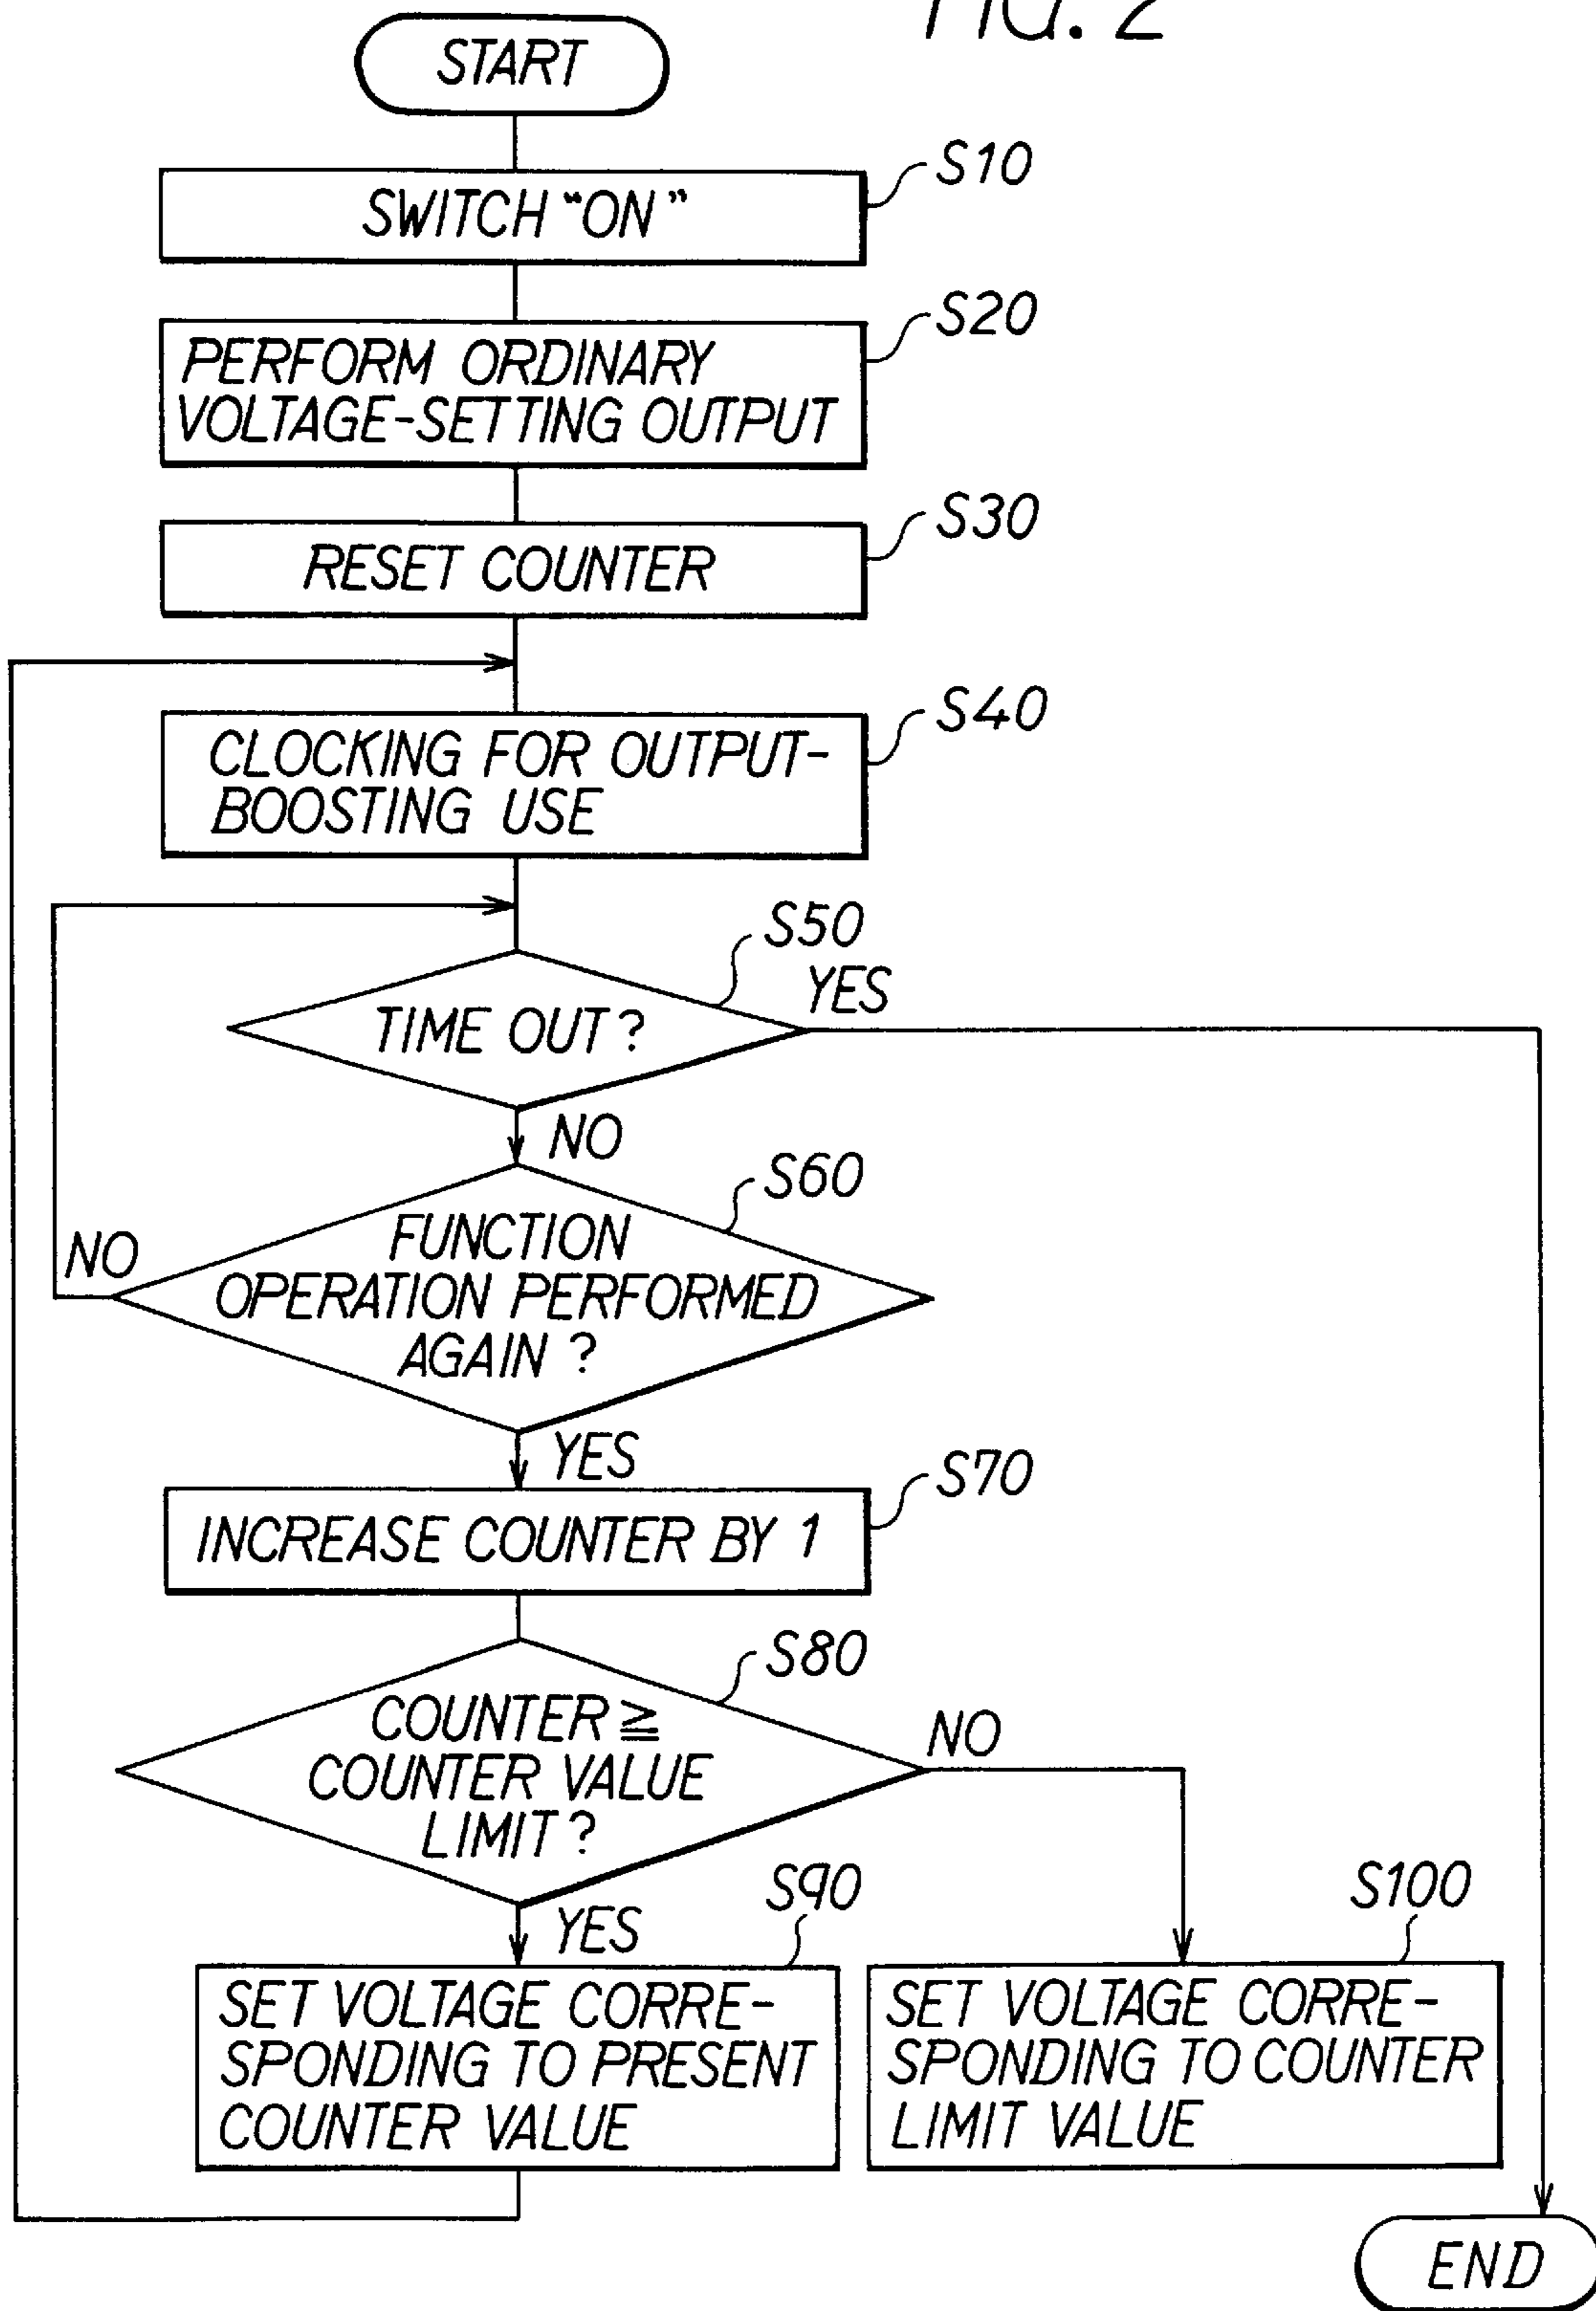 FIG. 2
START
S10
SWITCH "ON"
S20
PERFORM ORDINARY
VOLTAGE-SETTING OUTPUT
S30
RESET COUNTER
S40
CLOCKING FOR OUTPUT-
BOOSTING USE
S50
YES
TIME OUT?
NO
S60
NO
FUNCTION
OPERATION PERFORMED
AGAIN?
YES
S70
INCREASE COUNTER BY 1
S80
COUNTER ≧
COUNTER VALUE
LIMIT?
NO
YES
S90
SET VOLTAGE CORRE-
SPONDING TO PRESENT
COUNTER VALUE
S100
SET VOLTAGE CORRE-
SPONDING TO COUNTER
LIMIT VALUE
END